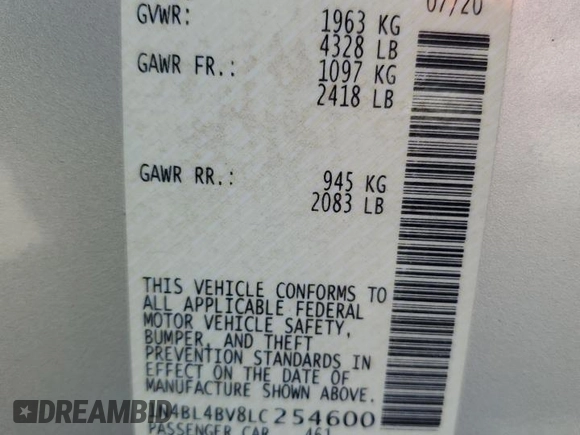 07/20
GVWR: 1963 KG
4328 LB
GAWR FR.: 1097 KG
2418 LB
GAWR RR.: 945 KG
2083 LB
THIS VEHICLE CONFORMS TO
ALL APPLICABLE FEDERAL
MOTOR VEHICLE SAFETY,
BUMPER, AND THEFT
PREVENTION STANDARDS IN
EFFECT ON THE DATE OF
MANUFACTURE SHOWN ABOVE.
1N4BL4BV8LC254600
PASSENGER CAR 461
DREAMBID